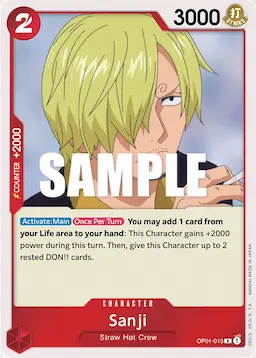 2
3000
打
STRIKE
COUNTER +2000
SAMPLE
Activate: Main Once Per Turn You may add 1 card from
your Life area to your hand: This Character gains +2000
power during this turn. Then, give this Character up to 2
rested DON!! cards.
CHARACTER
Sanji
Straw Hat Crew
OP01-013 R 1